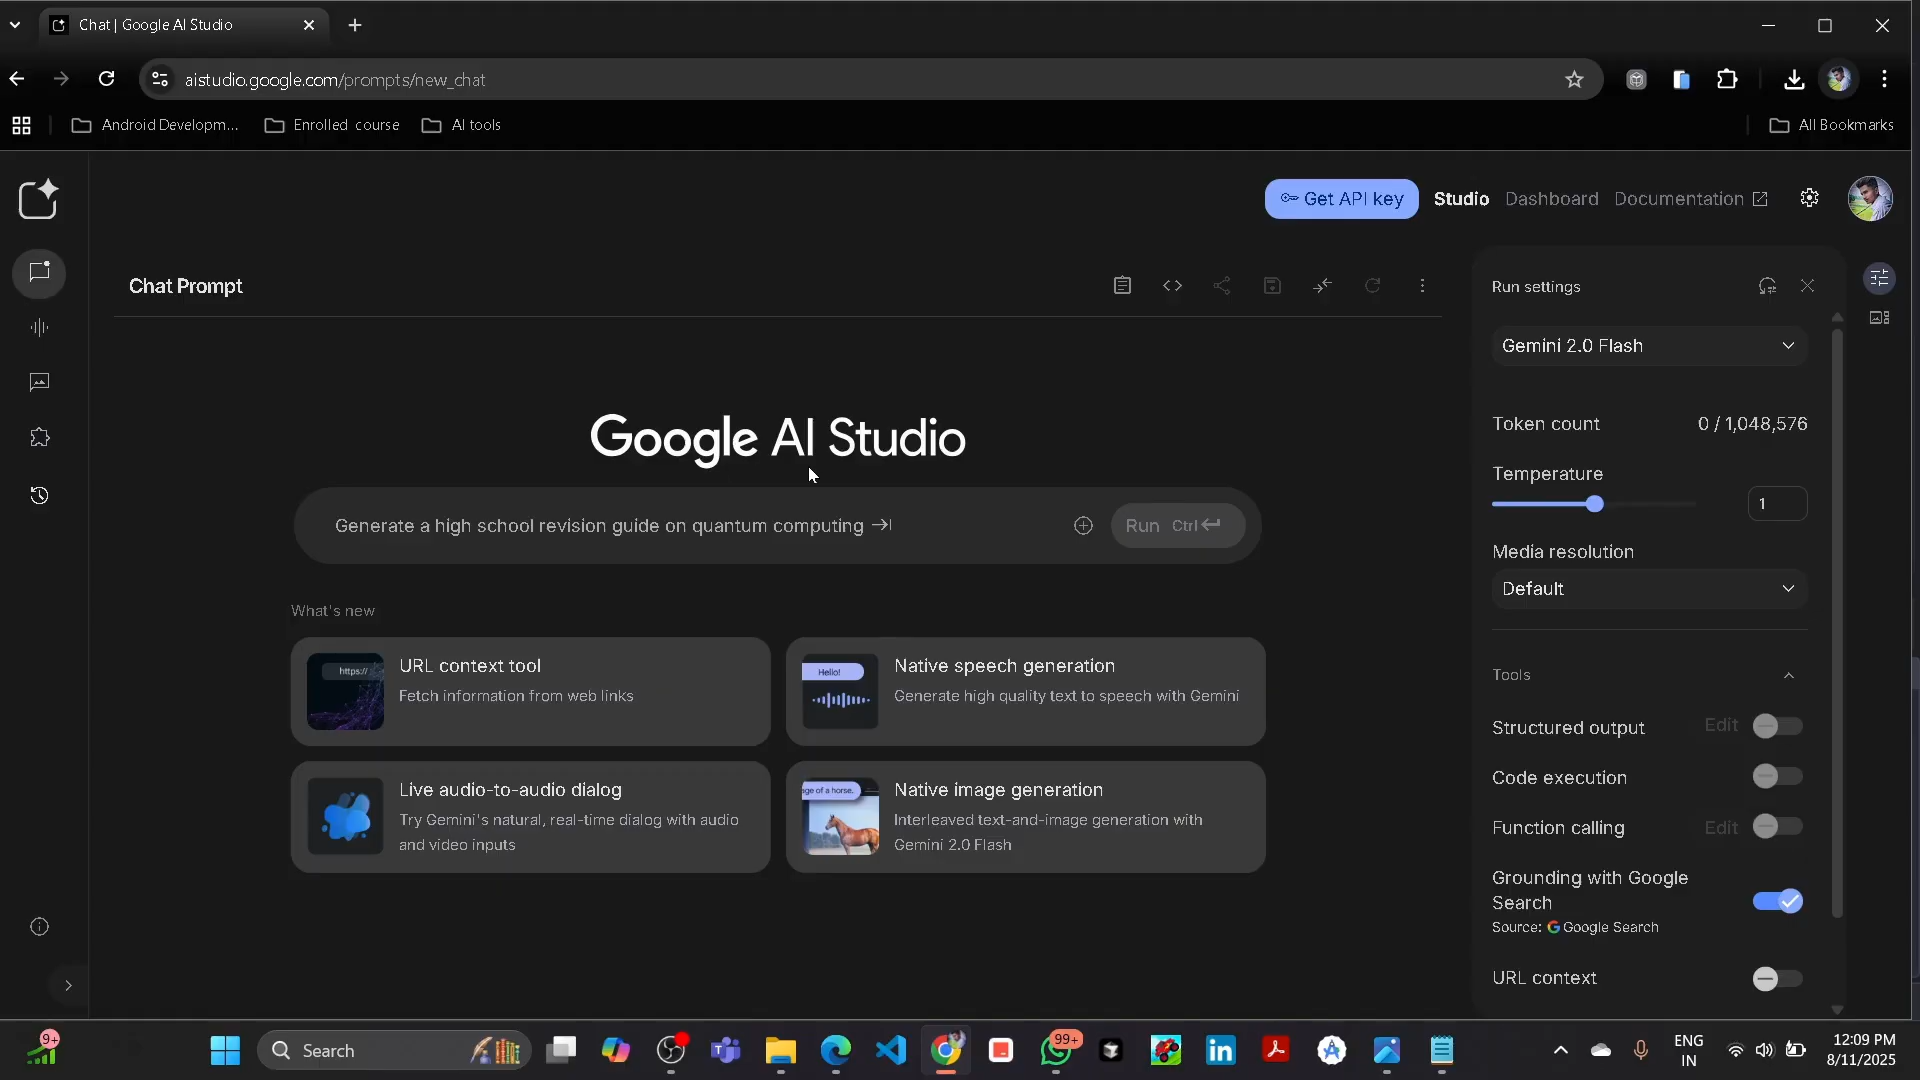 Chat | Google AI Studio
aistudio.google.com/prompts/new_chat
Android Developm...
Enrolled course
AI tools
All Bookmarks
Get API key
Studio
Dashboard
Documentation
Chat Prompt
Google AI Studio
Generate a high school revision guide on quantum computing
Run Ctrl
What's new
https://
URL context tool
Fetch information from web links
Hello!
Native speech generation
Generate high quality text to speech with Gemini
Live audio-to-audio dialog
Try Gemini's natural, real-time dialog with audio
and video inputs
age of a horse.
Native image generation
Interleaved text-and-image generation with
Gemini 2.0 Flash
Run settings
Gemini 2.0 Flash
Token count 0 / 1,048,576
Temperature
1
Media resolution
Default
Tools
Structured output Edit
Code execution
Function calling Edit
Grounding with Google
Search
Source: Google Search
URL context
9+
Search
99+
ENG
IN
12:09 PM
8/11/2025